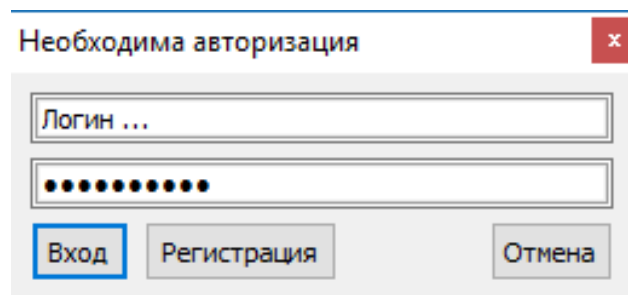 Необходима авторизация
x
Логин ...
●●●●●●●●●●
Вход Регистрация Отмена